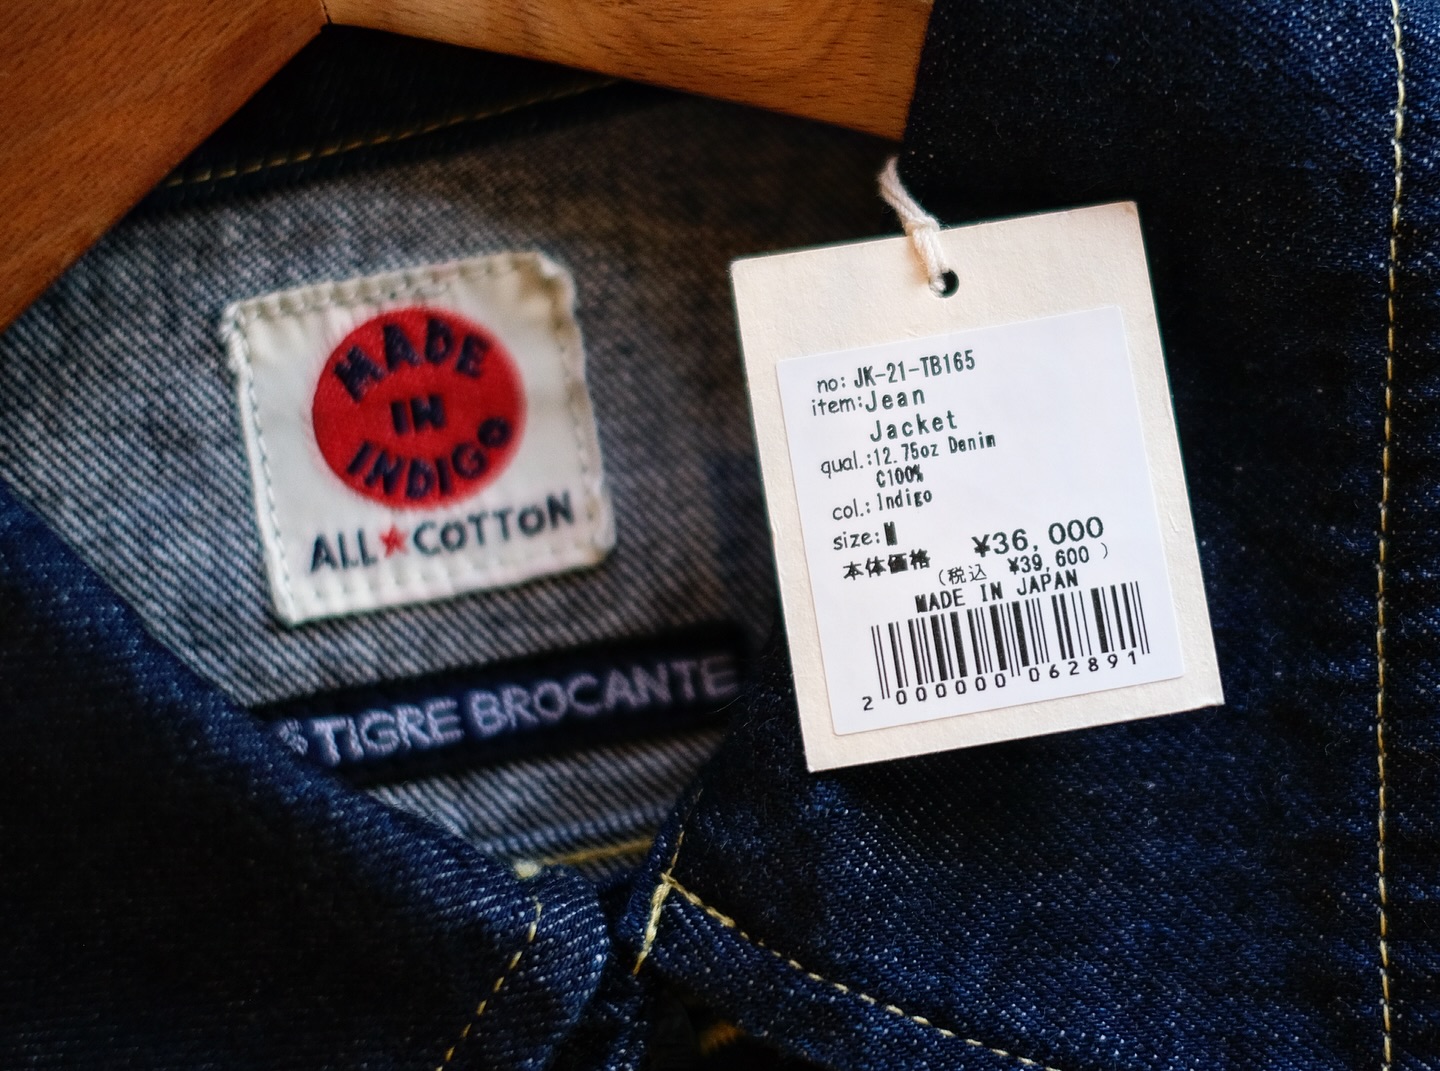 MADE
IN
INDIGO
ALL★COTTON
TIGRE BROCANTE
no: JK-21-TB165
item:Jean
Jacket
qual.:12.75oz Denim
C100%
col.:Indigo
size:M
本体価格 ¥36,000
(税込 ¥39,600 )
MADE IN JAPAN
2 000000 062891